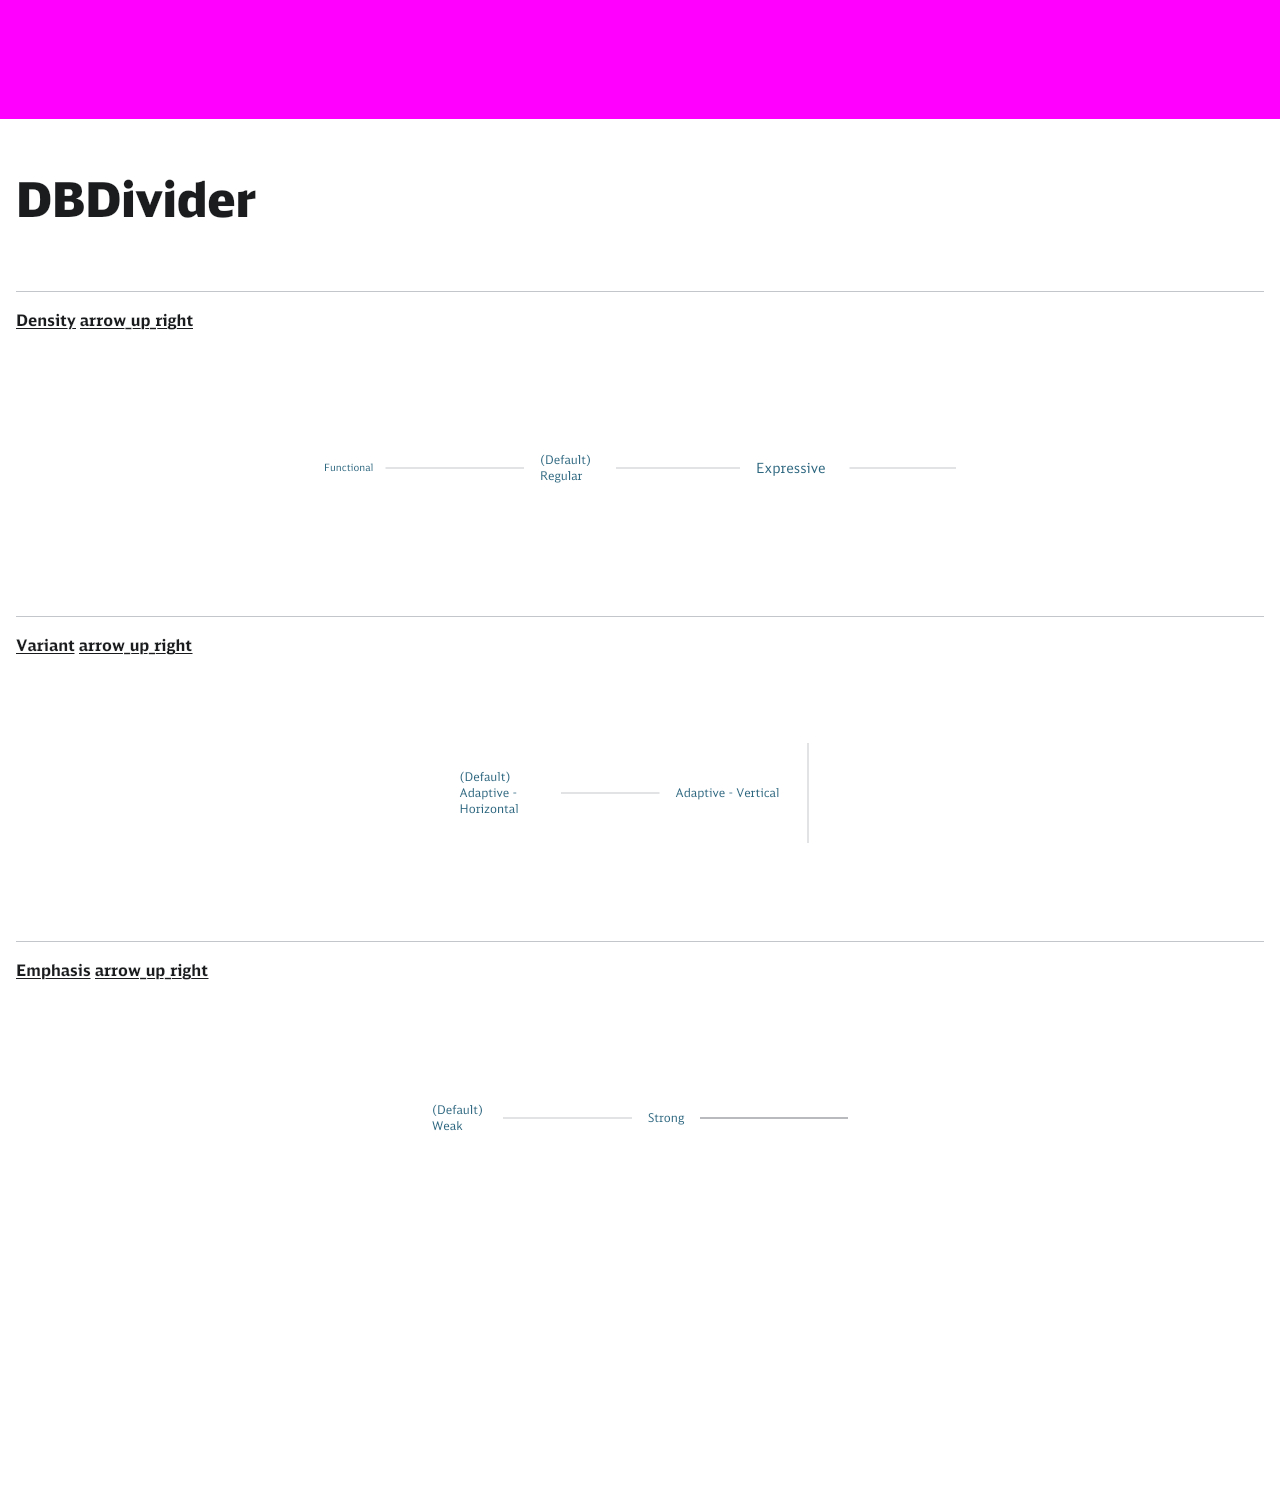 DBDivider
Density arrow_up_right
Functional
(Default)
Regular
Expressive
Variant arrow_up_right
(Default)
Adaptive -
Horizontal
Adaptive - Vertical
Emphasis arrow_up_right
(Default)
Weak
Strong